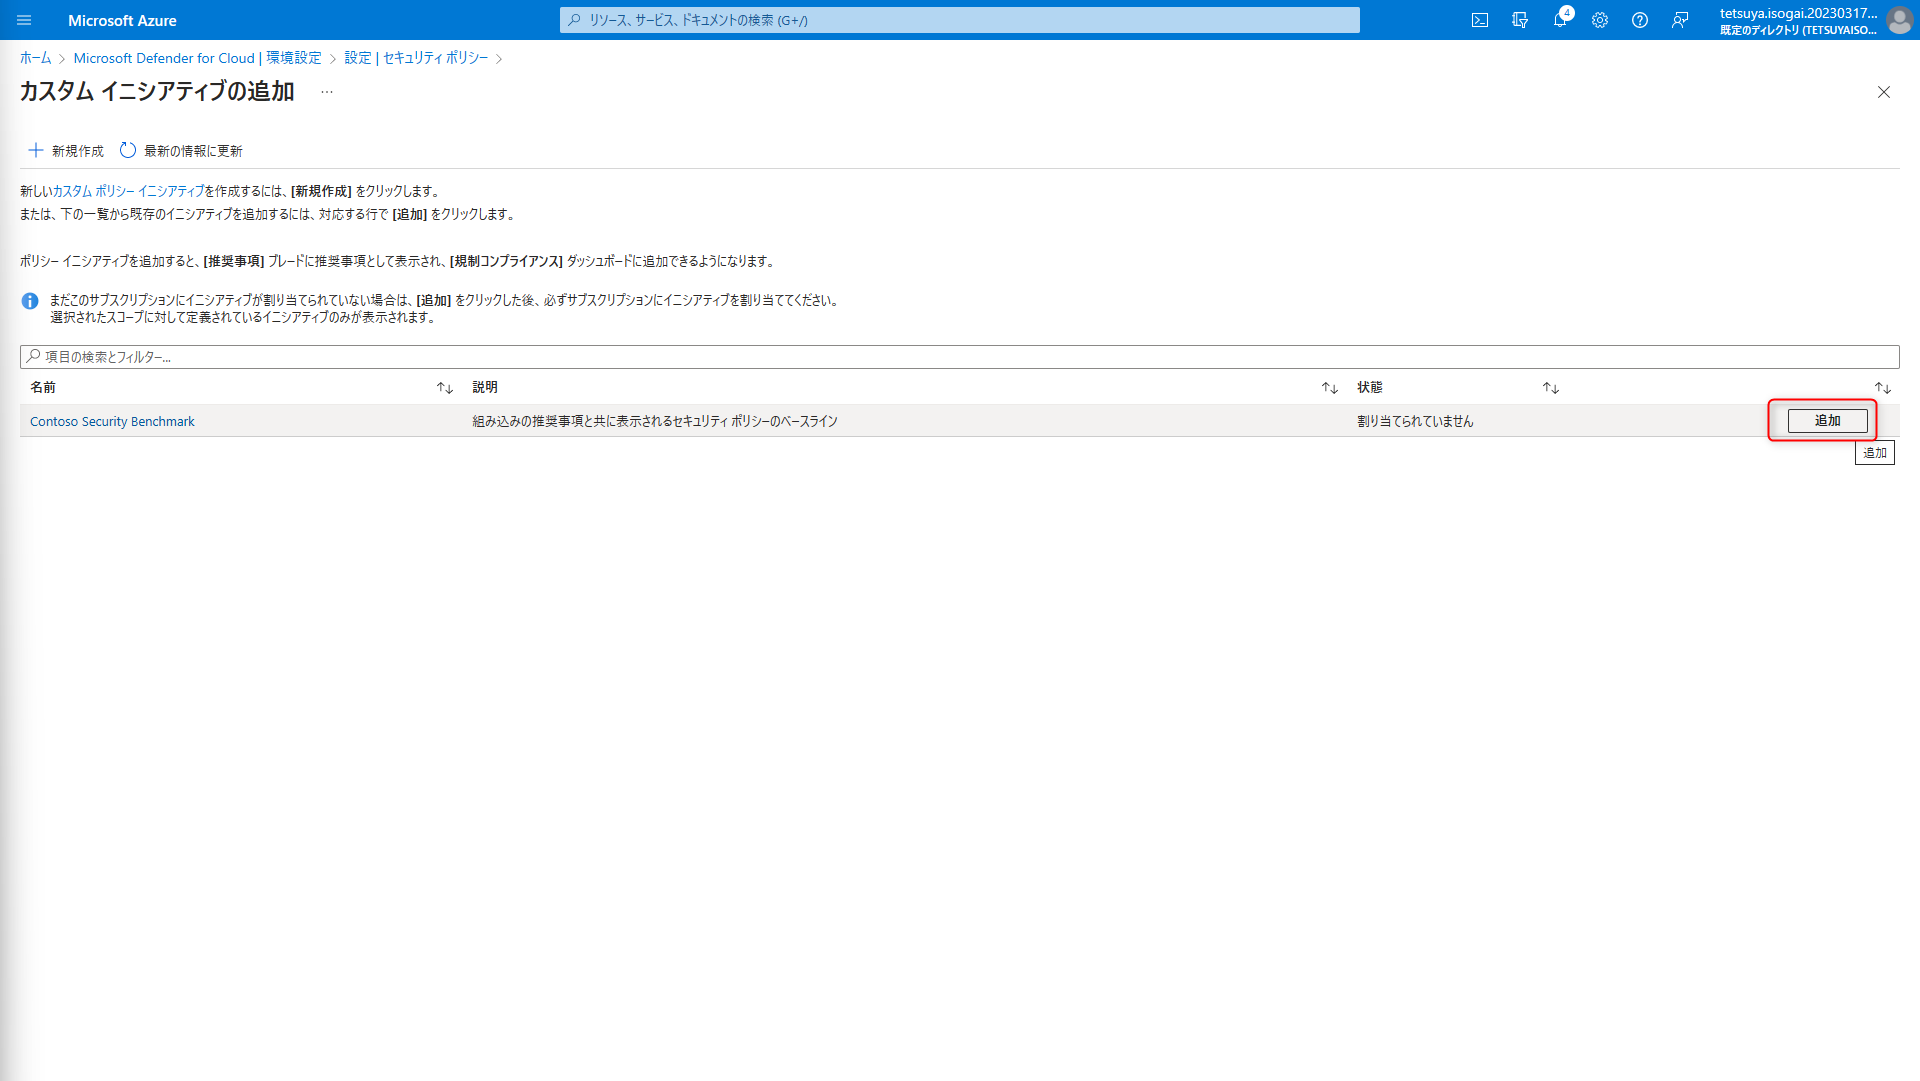 Microsoft Azure
リソース、サービス、ドキュメントの検索 (G+/)
4
tetsuya.isogai.20230317...
既定のディレクトリ (TETSUYAISO...
ホーム > Microsoft Defender for Cloud | 環境設定 > 設定 | セキュリティ ポリシー >
カスタム イニシアティブの追加 ...
新規作成 最新の情報に更新
新しいカスタム ポリシー イニシアティブを作成するには、[新規作成] をクリックします。
または、下の一覧から既存のイニシアティブを追加するには、対応する行で [追加] をクリックします。
ポリシー イニシアティブを追加すると、[推奨事項] ブレードに推奨事項として表示され、[規制コンプライアンス] ダッシュボードに追加できるようになります。
まだこのサブスクリプションにイニシアティブが割り当てられていない場合は、[追加] をクリックした後、必ずサブスクリプションにイニシアティブを割り当ててください。
選択されたスコープに対して定義されているイニシアティブのみが表示されます。
項目の検索とフィルター...
名前 説明 状態
Contoso Security Benchmark 組み込みの推奨事項と共に表示されるセキュリティ ポリシーのベースライン 割り当てられていません 追加
追加